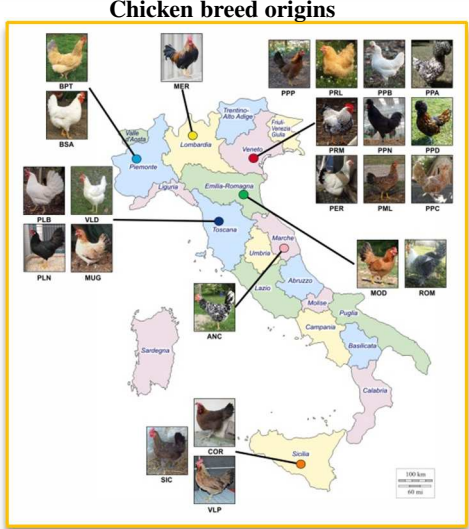 Chicken breed origins
BPT
MER
PPP
PRL
PPB
PPA
BSA
PRM
PPN
PPD
PER
PML
PPC
PLB
VLD
PLN
MUG
MOD
ROM
ANC
COR
SIC
VLP
Valle
d'Aosta
Piemonte
Lombardia
Trentino-
Alto Adige
Veneto
Friuli-
Venezia
Giulia
Liguria
Emilia-Romagna
Toscana
Marche
Umbria
Lazio
Abruzzo
Molise
Campania
Puglia
Basilicata
Calabria
Sardegna
Sicilia
100 km
60 mi